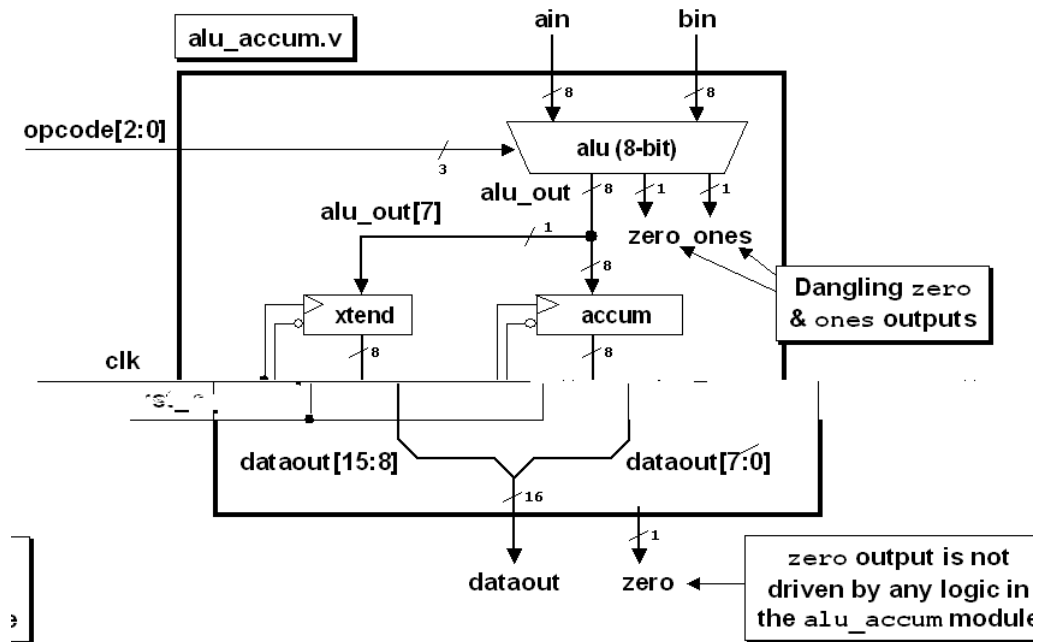 alu_accum.v
ain
bin
8
8
opcode[2:0]
3
alu (8-bit)
alu_out
8
1
1
alu_out[7]
1
zero
ones
8
Dangling zero
& ones outputs
xtend
accum
8
8
clk
dataout[15:8]
dataout[7:0]
16
1
dataout
zero
zero output is not
driven by any logic in
the alu_accum module
e